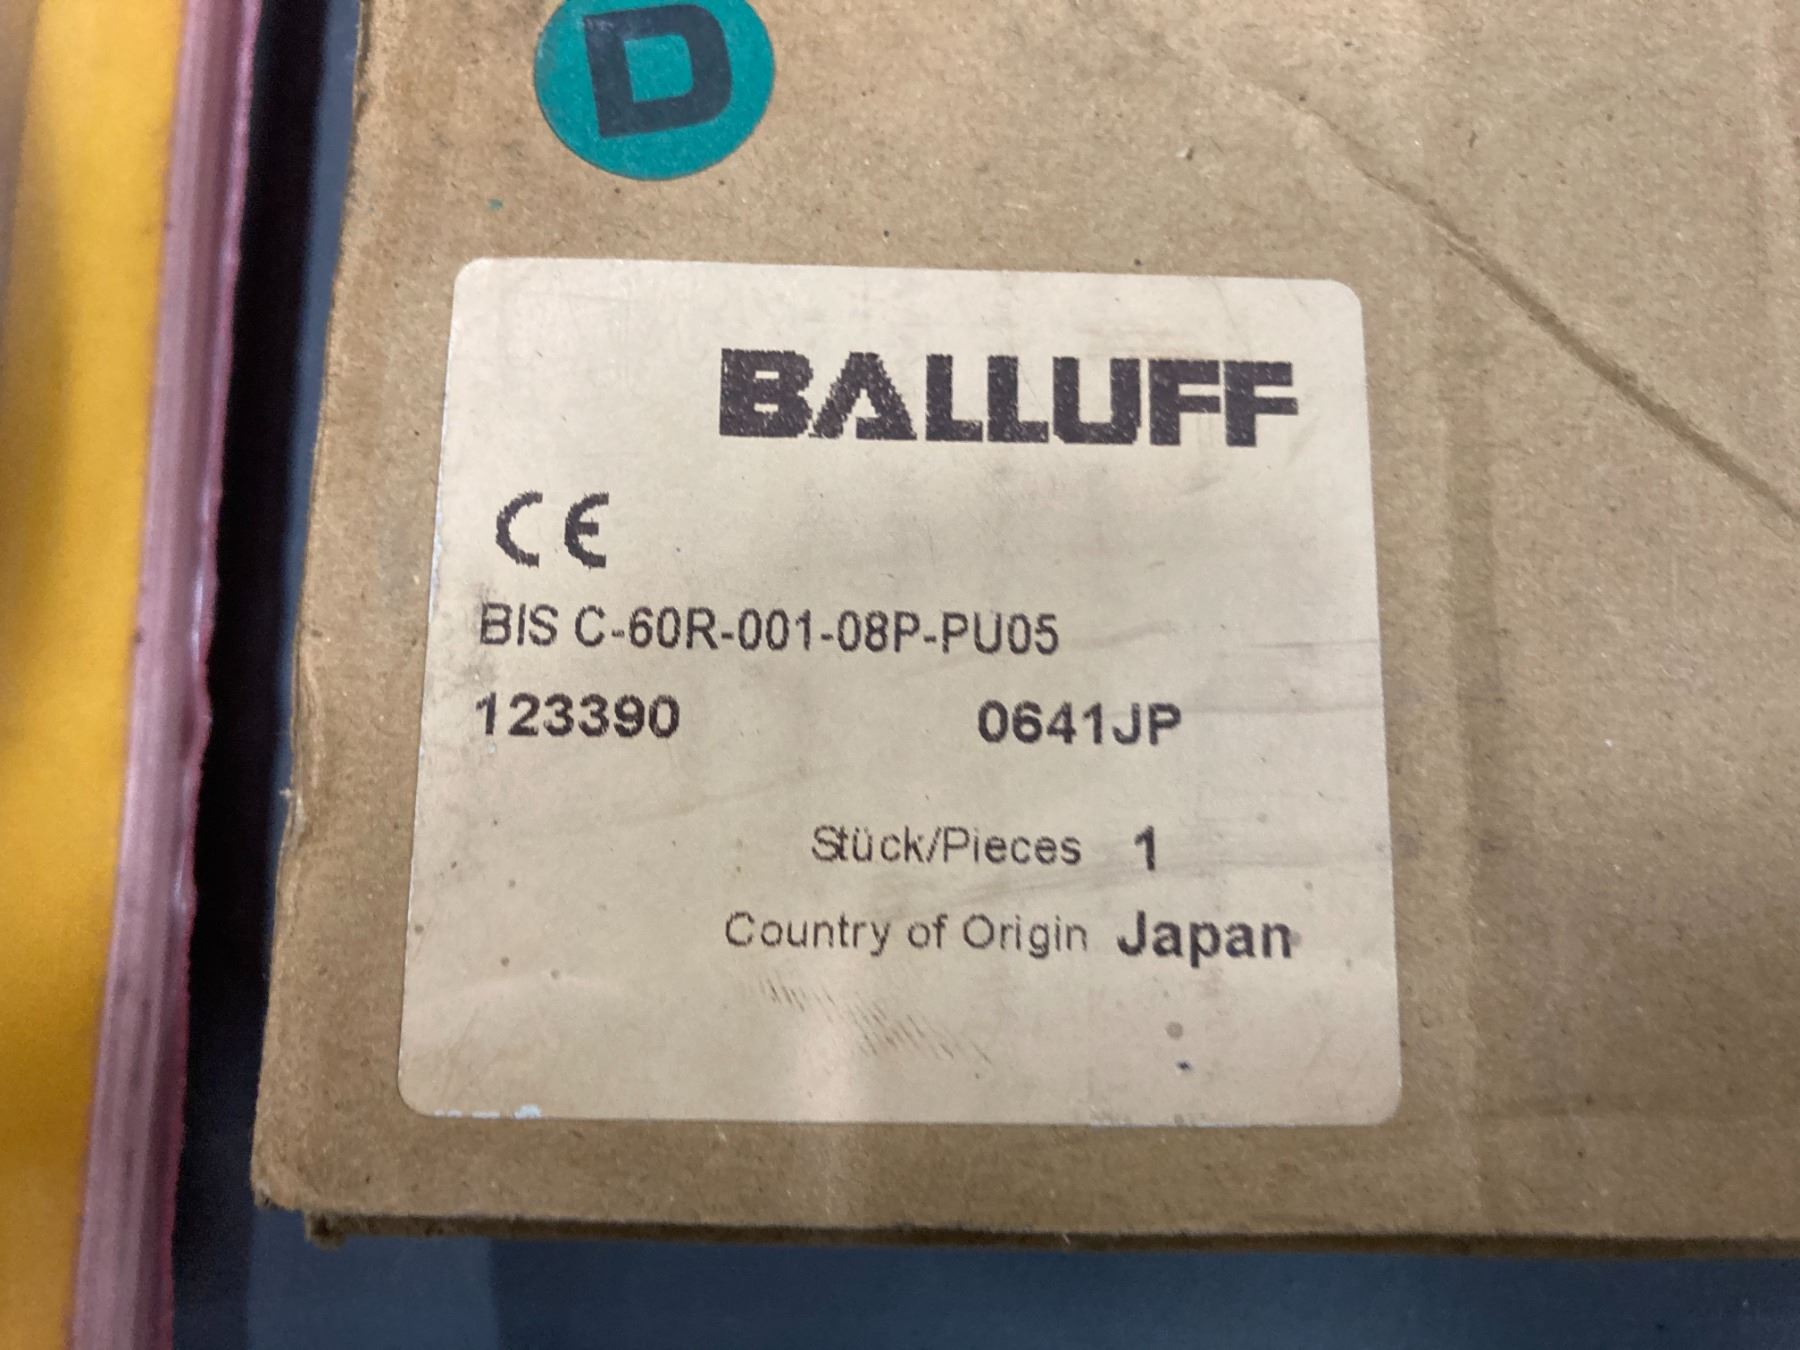 D
BALLUFF
CE
BIS C-60R-001-08P-PU05
123390 0641JP
Stück/Pieces 1
Country of Origin Japan